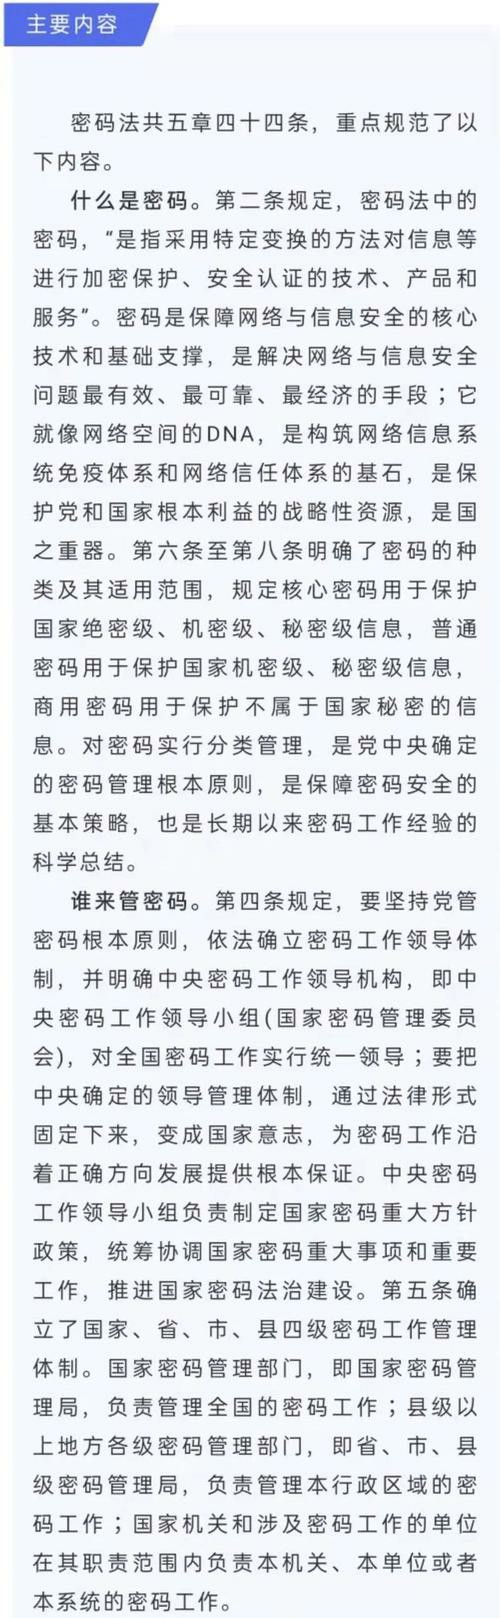 主要内容
密码法共五章四十四条，重点规范了以
下内容。
什么是密码。第二条规定，密码法中的
密码，“是指采用特定变换的方法对信息等
进行加密保护、安全认证的技术、产品和
服务”。密码是保障网络与信息安全的核心
技术和基础支撑，是解决网络与信息安全
问题最有效、最可靠、最经济的手段；它
就像网络空间的DNA，是构筑网络信息系
统免疫体系和网络信任体系的基石，是保
护党和国家根本利益的战略性资源，是国
之重器。第六条至第八条明确了密码的种
类及其适用范围，规定核心密码用于保护
国家绝密级、机密级、秘密级信息，普通
密码用于保护国家机密级、秘密级信息，
商用密码用于保护不属于国家秘密的信
息。对密码实行分类管理，是党中央确定
的密码管理根本原则，是保障密码安全的
基本策略，也是长期以来密码工作经验的
科学总结。
谁来管密码。第四条规定，要坚持党管
密码根本原则，依法确立密码工作领导体
制，并明确中央密码工作领导机构，即中
央密码工作领导小组(国家密码管理委员
会)，对全国密码工作实行统一领导；要把
中央确定的领导管理体制，通过法律形式
固定下来，变成国家意志，为密码工作沿
着正确方向发展提供根本保证。中央密码
工作领导小组负责制定国家密码重大方针
政策，统筹协调国家密码重大事项和重要
工作，推进国家密码法治建设。第五条确
立了国家、省、市、县四级密码工作管理
体制。国家密码管理部门，即国家密码管
理局，负责管理全国的密码工作；县级以
上地方各级密码管理部门，即省、市、县
级密码管理局，负责管理本行政区域的密
码工作；国家机关和涉及密码工作的单位
在其职责范围内负责本机关、本单位或者
本系统的密码工作。